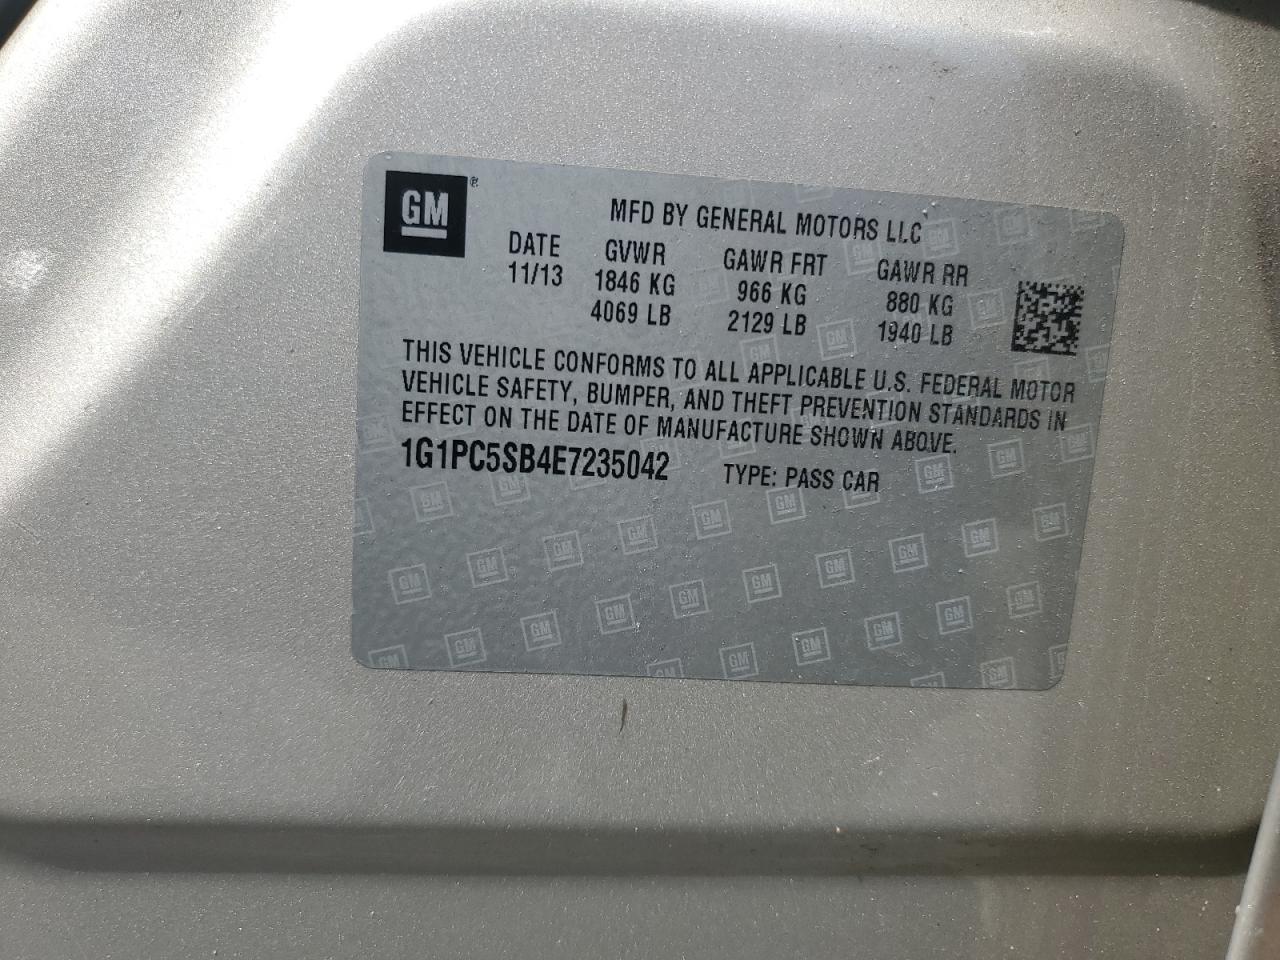 GM®
MFD BY GENERAL MOTORS LLC
DATE GVWR GAWR FRT GAWR RR
11/13 1846 KG 966 KG 880 KG
4069 LB 2129 LB 1940 LB
THIS VEHICLE CONFORMS TO ALL APPLICABLE U.S. FEDERAL MOTOR
VEHICLE SAFETY, BUMPER, AND THEFT PREVENTION STANDARDS IN
EFFECT ON THE DATE OF MANUFACTURE SHOWN ABOVE.
1G1PC5SB4E7235042 TYPE: PASS CAR